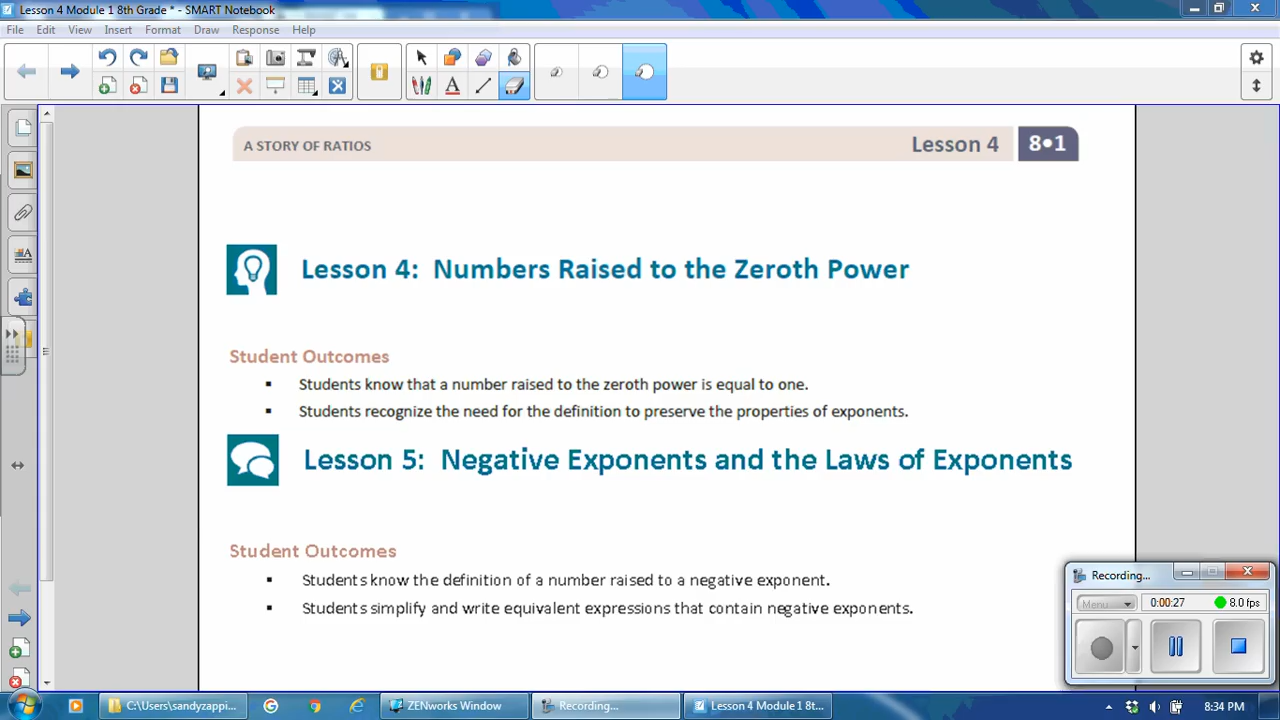 Lesson 4 Module 1 8th Grade * - SMART Notebook
File Edit View Insert Format Draw Response Help
A STORY OF RATIOS
Lesson 4
8•1
Lesson 4: Numbers Raised to the Zeroth Power
Student Outcomes
▪ Students know that a number raised to the zeroth power is equal to one.
▪ Students recognize the need for the definition to preserve the properties of exponents.
Lesson 5: Negative Exponents and the Laws of Exponents
Student Outcomes
▪ Students know the definition of a number raised to a negative exponent.
▪ Students simplify and write equivalent expressions that contain negative exponents.
Recording...
Menu
0:00:27
8.0 fps
C:\Users\sandyzappi...
ZENworks Window
Recording...
Lesson 4 Module 1 8t...
8:34 PM